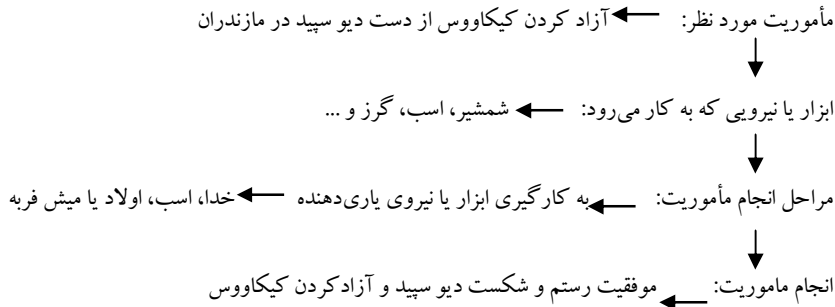 مأموریت مورد نظر: آزاد کردن کیکاووس از دست دیو سپید در مازندران
ابزار یا نیرویی که به کار می‌رود: شمشیر، اسب، گرز و ...
مراحل انجام مأموریت: به کارگیری ابزار یا نیروی یاری‌دهنده خدا، اسب، اولاد یا میش فربه
انجام ماموریت: موفقیت رستم و شکست دیو سپید و آزادکردن کیکاووس